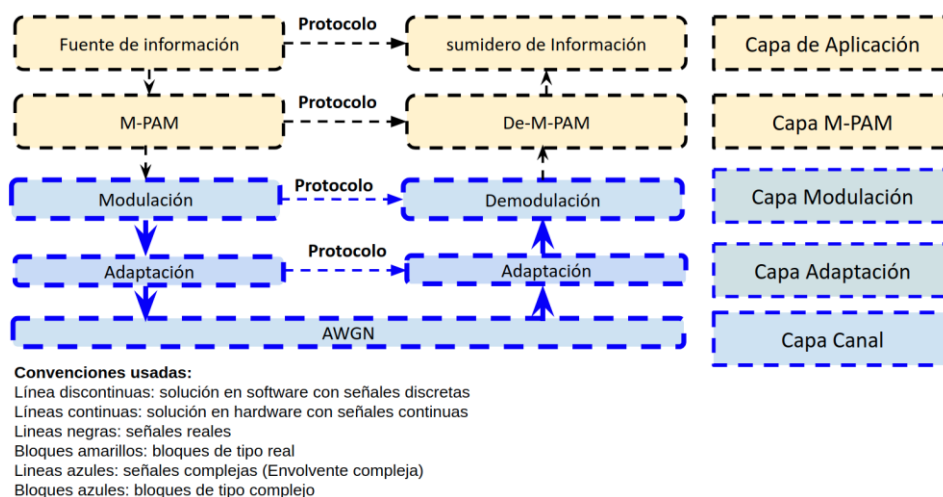 Fuente de información
Protocolo
sumidero de Información
Capa de Aplicación
M-PAM
Protocolo
De-M-PAM
Capa M-PAM
Modulación
Protocolo
Demodulación
Capa Modulación
Adaptación
Protocolo
Adaptación
Capa Adaptación
AWGN
Capa Canal
Convenciones usadas:
Línea discontinuas: solución en software con señales discretas
Líneas continuas: solución en hardware con señales continuas
Lineas negras: señales reales
Bloques amarillos: bloques de tipo real
Lineas azules: señales complejas (Envolvente compleja)
Bloques azules: bloques de tipo complejo